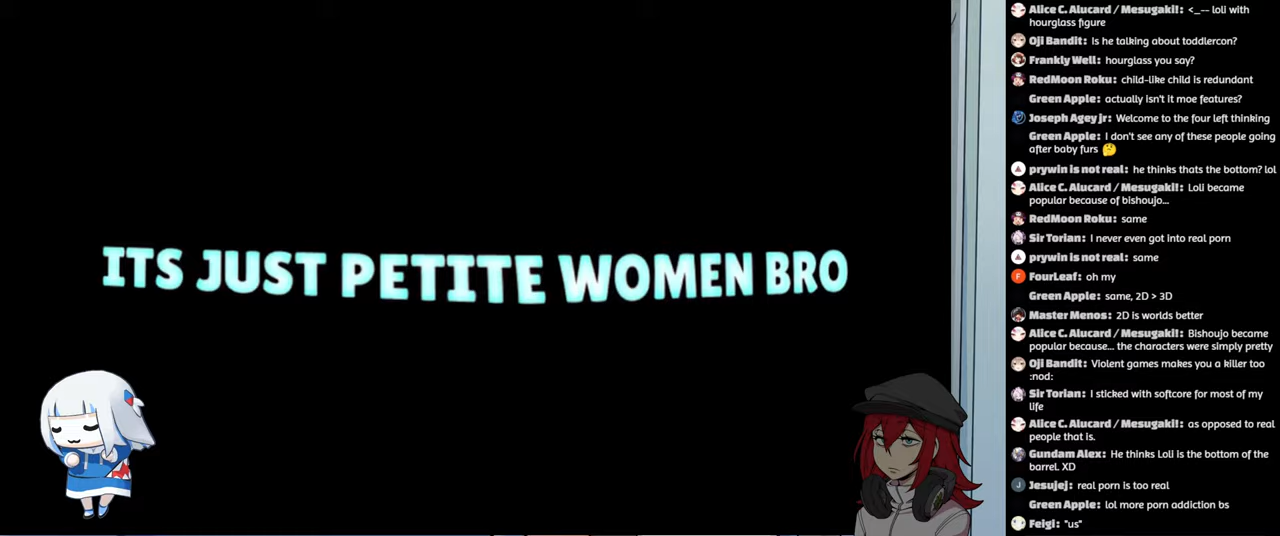 ITS JUST PETITE WOMEN BRO
Alice C. Alucard / Mesugaki!: <_-- loli with
hourglass figure
Oji Bandit: Is he talking about toddlercon?
Frankly Well: hourglass you say?
RedMoon Roku: child-like child is redundant
Green Apple: actually isn't it moe features?
Joseph Agey jr: Welcome to the four left thinking
Green Apple: I don't see any of these people going
after baby furs 🤔
prywin is not real: he thinks thats the bottom? lol
Alice C. Alucard / Mesugaki!: Loli became
popular because of bishoujo...
RedMoon Roku: same
Sir Torian: I never even got into real porn
prywin is not real: same
F FourLeaf: oh my
Green Apple: same, 2D > 3D
Master Menos: 2D is worlds better
Alice C. Alucard / Mesugaki!: Bishoujo became
popular because... the characters were simply pretty
Oji Bandit: Violent games makes you a killer too
:nod:
Sir Torian: I sticked with softcore for most of my
life
Alice C. Alucard / Mesugaki!: as opposed to real
people that is.
Gundam Alex: He thinks Loli is the bottom of the
barrel. XD
J Jesujej: real porn is too real
Green Apple: lol more porn addiction bs
Feigi: "us"